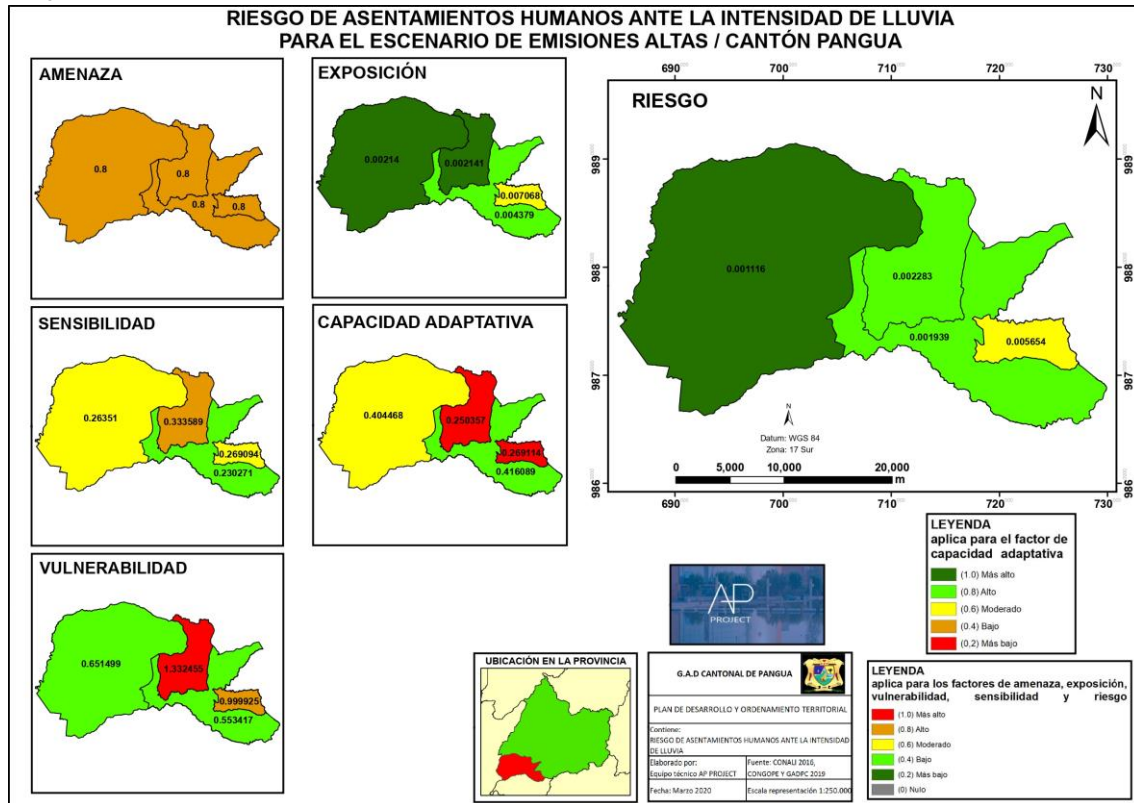 RIESGO DE ASENTAMIENTOS HUMANOS ANTE LA INTENSIDAD DE LLUVIA
PARA EL ESCENARIO DE EMISIONES ALTAS / CANTÓN PANGUA
AMENAZA
0.8
0.8
0.8
0.8
EXPOSICIÓN
0.00214
0.002141
0.007068
0.004379
SENSIBILIDAD
0.26351
0.333589
0.269094
0.230271
CAPACIDAD ADAPTATIVA
0.404468
0.250357
0.269114
0.416089
VULNERABILIDAD
0.651499
1.332455
0.999925
0.553417
RIESGO
690 700 710 720 730
N
989
988
987
986
989
988
987
986
0.001116
0.002283
0.001939
0.005654
N
Datum: WGS 84
Zona: 17 Sur
0 5,000 10,000 20,000
m
690 700 710 720 730
LEYENDA
aplica para el factor de
capacidad adaptativa
(1.0) Más alto
(0.8) Alto
(0.6) Moderado
(0.4) Bajo
(0.2) Más bajo
AP
PROJECT
UBICACIÓN EN LA PROVINCIA
G.A.D CANTONAL DE PANGUA
PLAN DE DESARROLLO Y ORDENAMIENTO TERRITORIAL
Contiene:
RIESGO DE ASENTAMIENTOS HUMANOS ANTE LA INTENSIDAD
DE LLUVIA
Elaborado por:
Equipo técnico AP PROJECT
Fuente: CONALI 2016,
CONGOPE Y GADPC 2019
Fecha: Marzo 2020
Escala representación 1:250.000
LEYENDA
aplica para los factores de amenaza, exposición,
vulnerabilidad, sensibilidad y riesgo
(1.0) Más alto
(0.8) Alto
(0.6) Moderado
(0.4) Bajo
(0.2) Más bajo
(0) Nulo